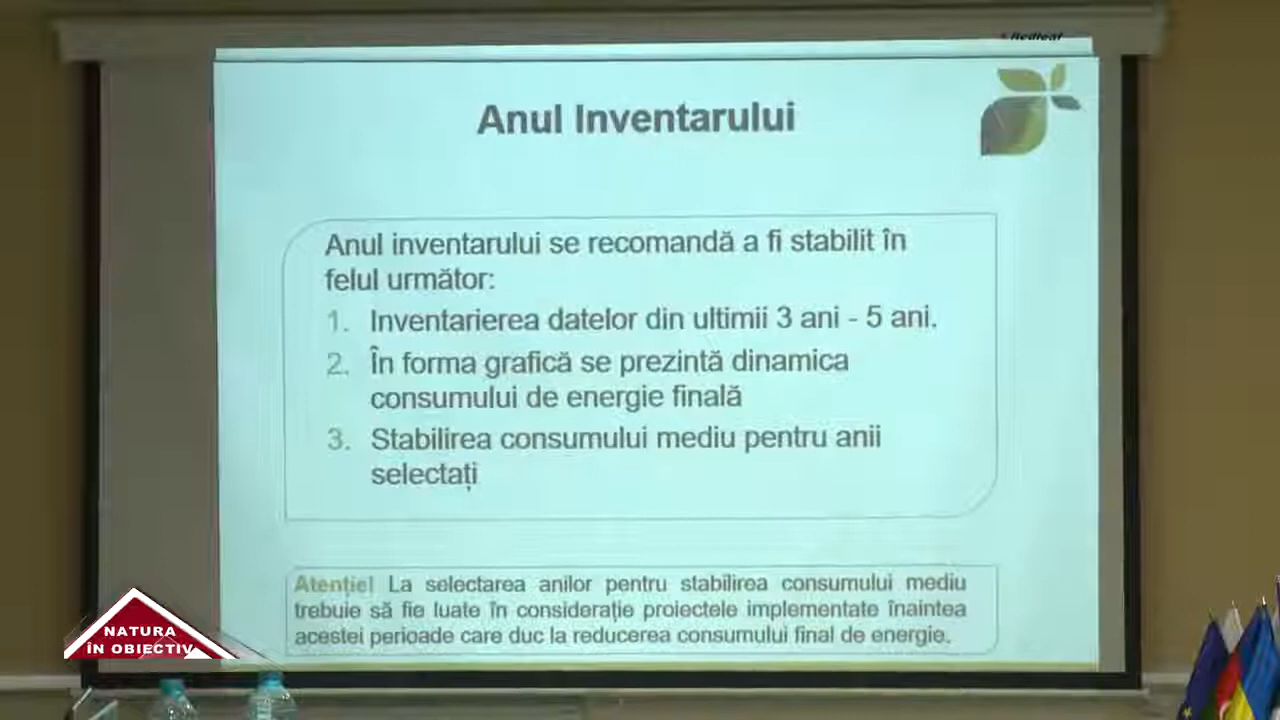 Redleaf
Anul Inventarului
Anul inventarului se recomandă a fi stabilit în
felul următor:
1. Inventarierea datelor din ultimii 3 ani - 5 ani.
2. În forma grafică se prezintă dinamica
consumului de energie finală
3. Stabilirea consumului mediu pentru anii
selectați
Atenție! La selectarea anilor pentru stabilirea consumului mediu
trebuie să fie luate în considerație proiectele implementate înaintea
acestei perioade care duc la reducerea consumului final de energie.
NATURA
ÎN OBIECTIV